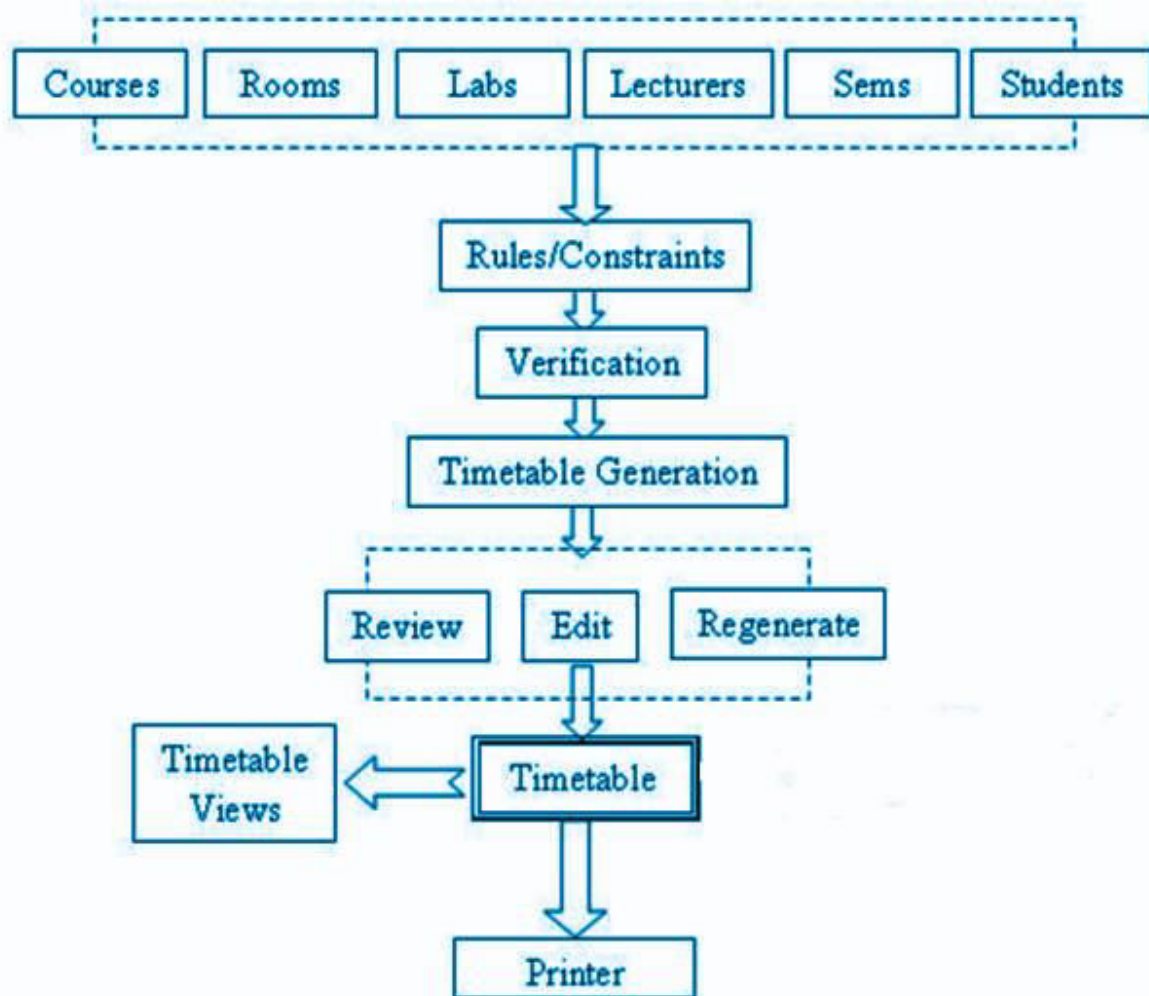 Courses Rooms Labs Lecturers Sems Students
Rules/Constraints
Verification
Timetable Generation
Review Edit Regenerate
Timetable
Views
Timetable
Printer